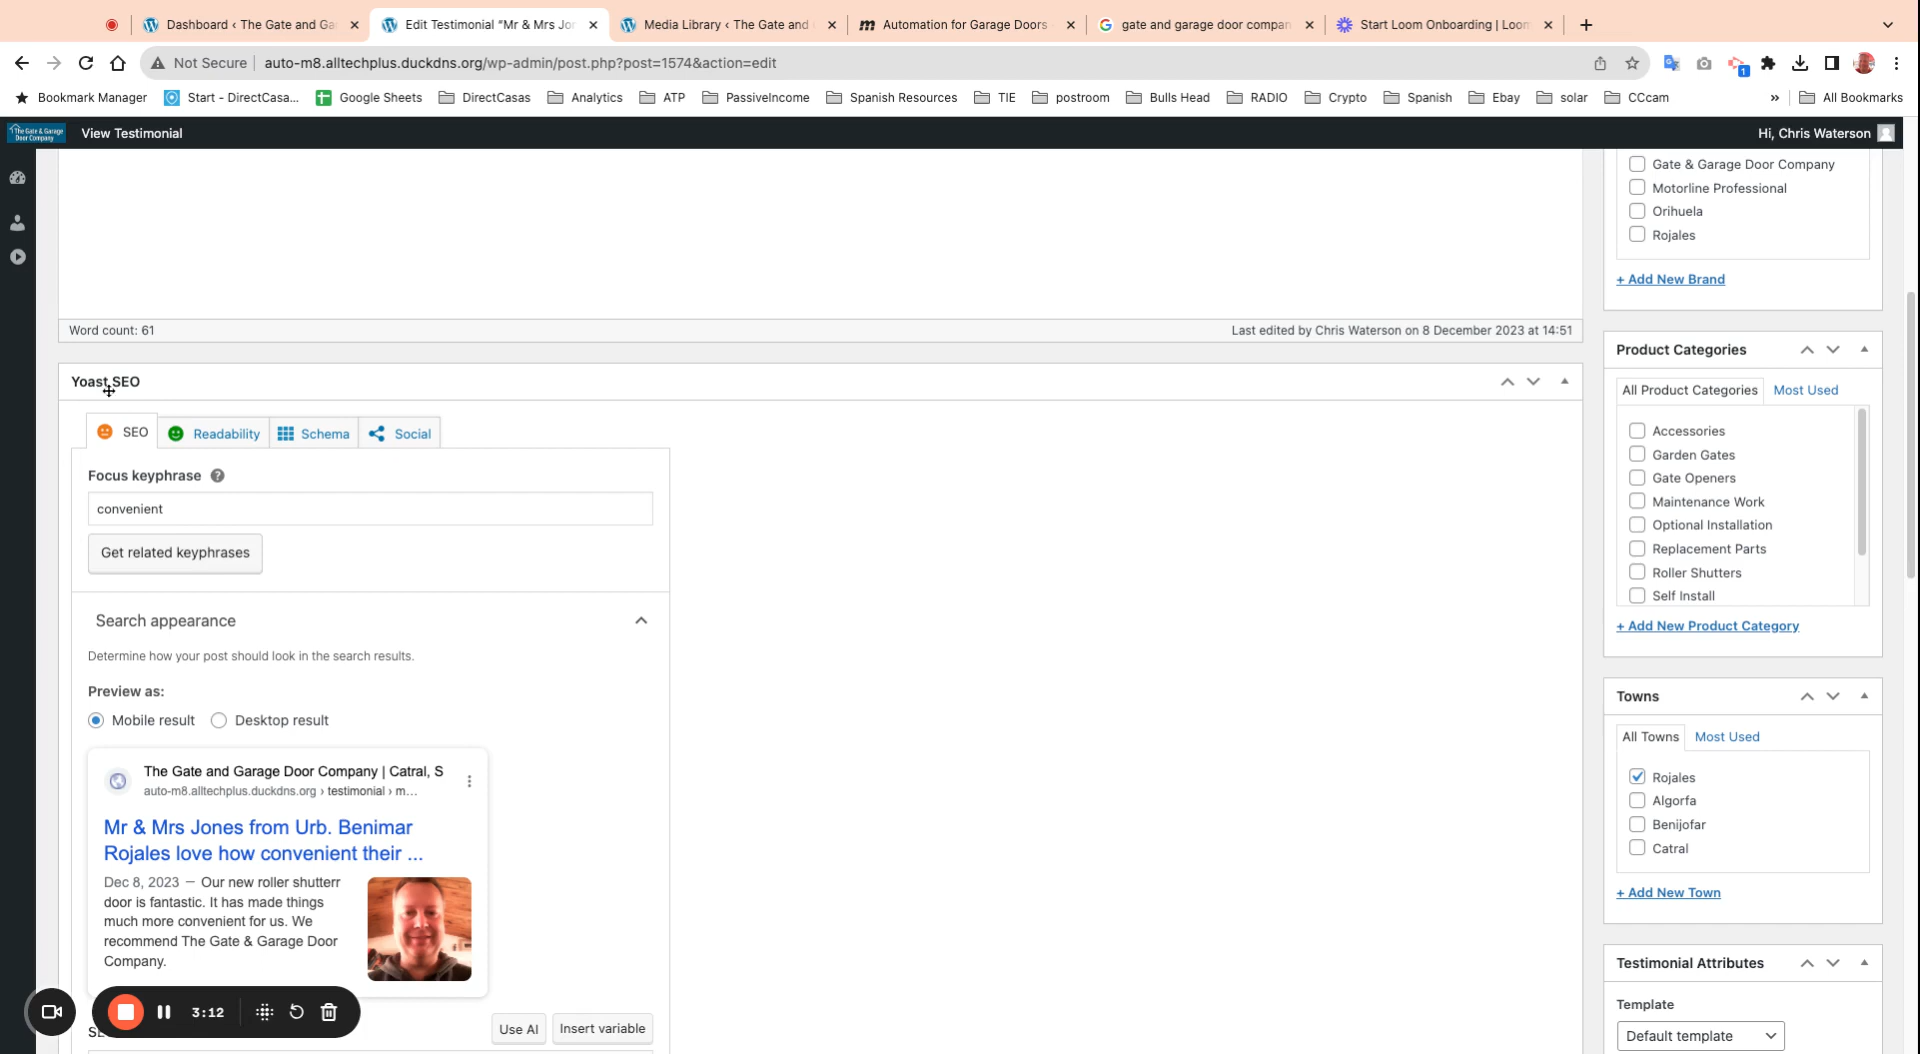 Dashboard ‹ The Gate and Ga
Edit Testimonial "Mr & Mrs Jo
Media Library ‹ The Gate and
Automation for Garage Doors
gate and garage door compan
Start Loom Onboarding | Loom
Not Secure
auto-m8.alltechplus.duckdns.org/wp-admin/post.php?post=1574&action=edit
1
Bookmark Manager
Start - DirectCasa...
Google Sheets
DirectCasas
Analytics
ATP
PassiveIncome
Spanish Resources
TIE
postroom
Bulls Head
RADIO
Crypto
Spanish
Ebay
solar
CCcam
»
All Bookmarks
The Gate & Garage
Door Company
View Testimonial
Hi, Chris Waterson
Gate & Garage Door Company
Motorline Professional
Orihuela
Rojales
+ Add New Brand
Word count: 61
Last edited by Chris Waterson on 8 December 2023 at 14:51
Yoast SEO
SEO
Readability
Schema
Social
Focus keyphrase
?
convenient
Get related keyphrases
Search appearance
Determine how your post should look in the search results.
Preview as:
Mobile result
Desktop result
The Gate and Garage Door Company | Catral, S
auto-m8.alltechplus.duckdns.org › testimonial › m...
Mr & Mrs Jones from Urb. Benimar
Rojales love how convenient their ...
Dec 8, 2023 – Our new roller shutterr
door is fantastic. It has made things
much more convenient for us. We
recommend The Gate & Garage Door
Company.
3:12
Use AI
Insert variable
Product Categories
All Product Categories
Most Used
Accessories
Garden Gates
Gate Openers
Maintenance Work
Optional Installation
Replacement Parts
Roller Shutters
Self Install
+ Add New Product Category
Towns
All Towns
Most Used
Rojales
Algorfa
Benijofar
Catral
+ Add New Town
Testimonial Attributes
Template
Default template